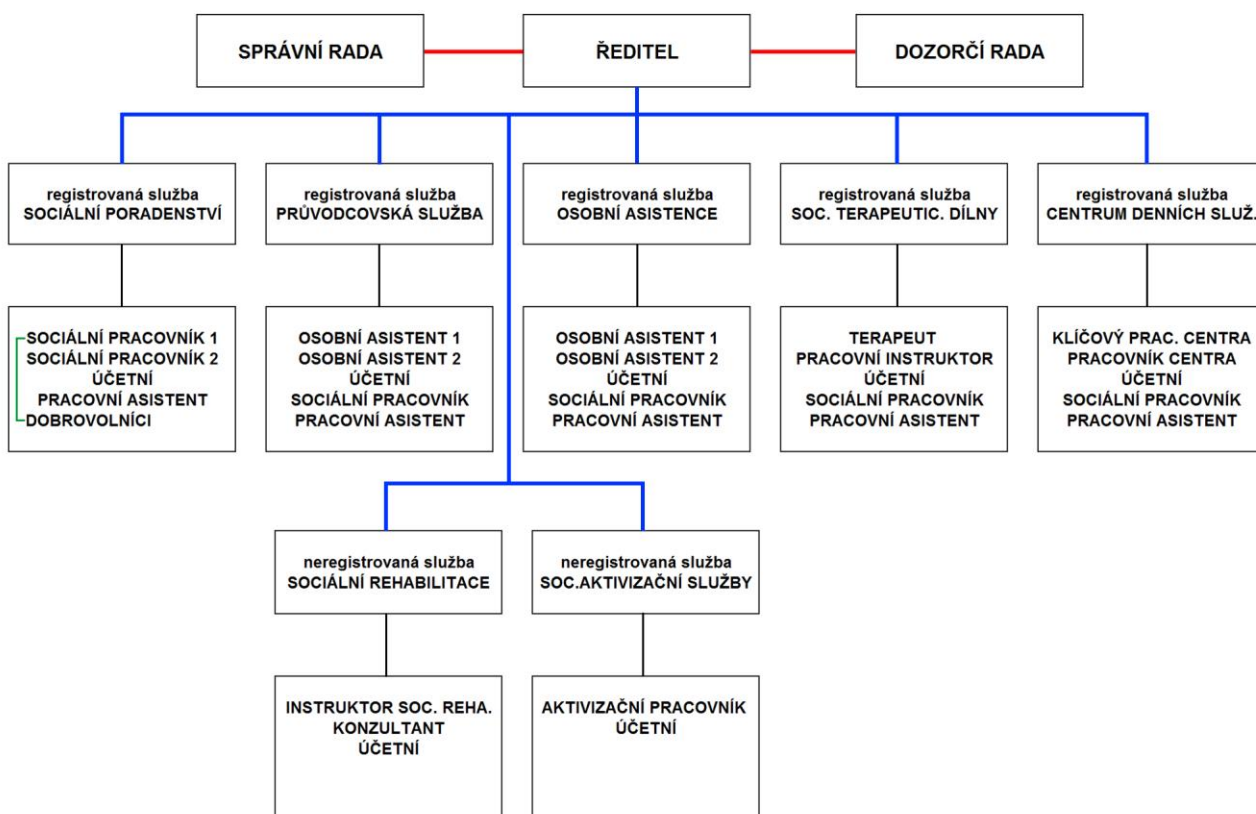 SPRÁVNÍ RADA
ŘEDITEL
DOZORČÍ RADA
registrovaná služba
SOCIÁLNÍ PORADENSTVÍ
registrovaná služba
PRŮVODCOVSKÁ SLUŽBA
registrovaná služba
OSOBNÍ ASISTENCE
registrovaná služba
SOC. TERAPEUTIC. DÍLNY
registrovaná služba
CENTRUM DENNÍCH SLUŽ.
SOCIÁLNÍ PRACOVNÍK 1
SOCIÁLNÍ PRACOVNÍK 2
ÚČETNÍ
PRACOVNÍ ASISTENT
DOBROVOLNÍCI
OSOBNÍ ASISTENT 1
OSOBNÍ ASISTENT 2
ÚČETNÍ
SOCIÁLNÍ PRACOVNÍK
PRACOVNÍ ASISTENT
OSOBNÍ ASISTENT 1
OSOBNÍ ASISTENT 2
ÚČETNÍ
SOCIÁLNÍ PRACOVNÍK
PRACOVNÍ ASISTENT
TERAPEUT
PRACOVNÍ INSTRUKTOR
ÚČETNÍ
SOCIÁLNÍ PRACOVNÍK
PRACOVNÍ ASISTENT
KLÍČOVÝ PRAC. CENTRA
PRACOVNÍK CENTRA
ÚČETNÍ
SOCIÁLNÍ PRACOVNÍK
PRACOVNÍ ASISTENT
neregistrovaná služba
SOCIÁLNÍ REHABILITACE
neregistrovaná služba
SOC.AKTIVIZAČNÍ SLUŽBY
INSTRUKTOR SOC. REHA.
KONZULTANT
ÚČETNÍ
AKTIVIZAČNÍ PRACOVNÍK
ÚČETNÍ